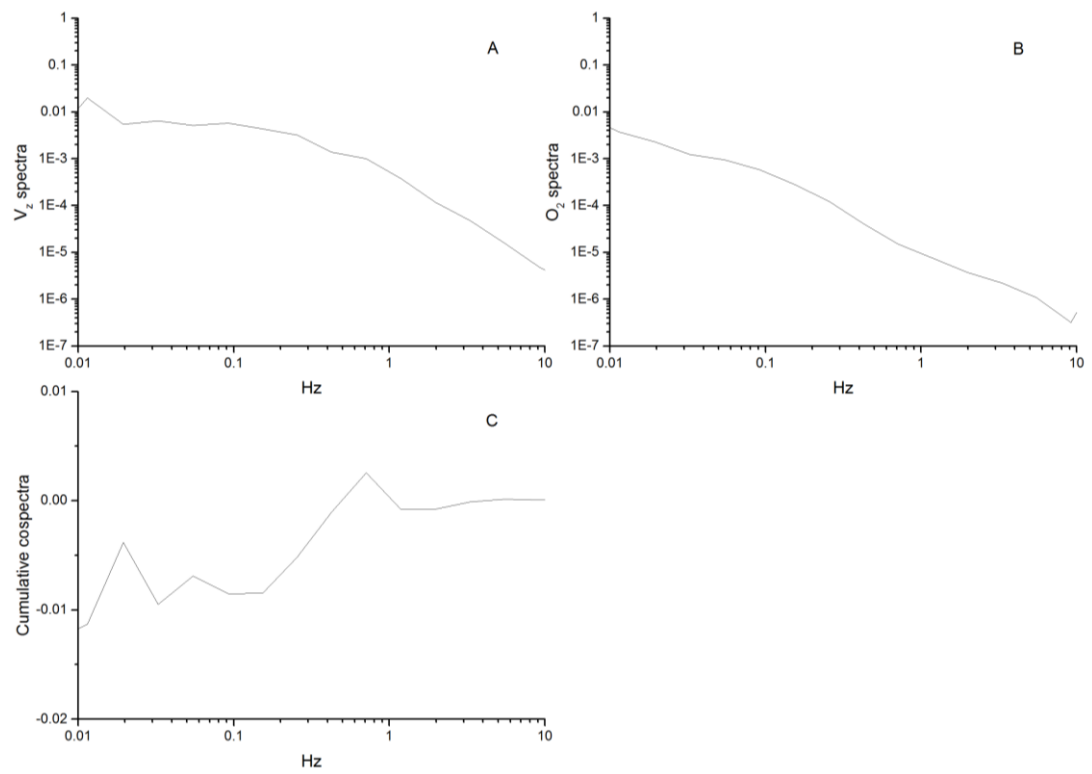 A
V_z spectra
1
0.1
0.01
1E-3
1E-4
1E-5
1E-6
1E-7
0.01
0.1
1
10
Hz
B
O_2 spectra
1
0.1
0.01
1E-3
1E-4
1E-5
1E-6
1E-7
0.01
0.1
1
10
Hz
C
Cumulative cospectra
0.01
0.00
-0.01
-0.02
0.01
0.1
1
10
Hz